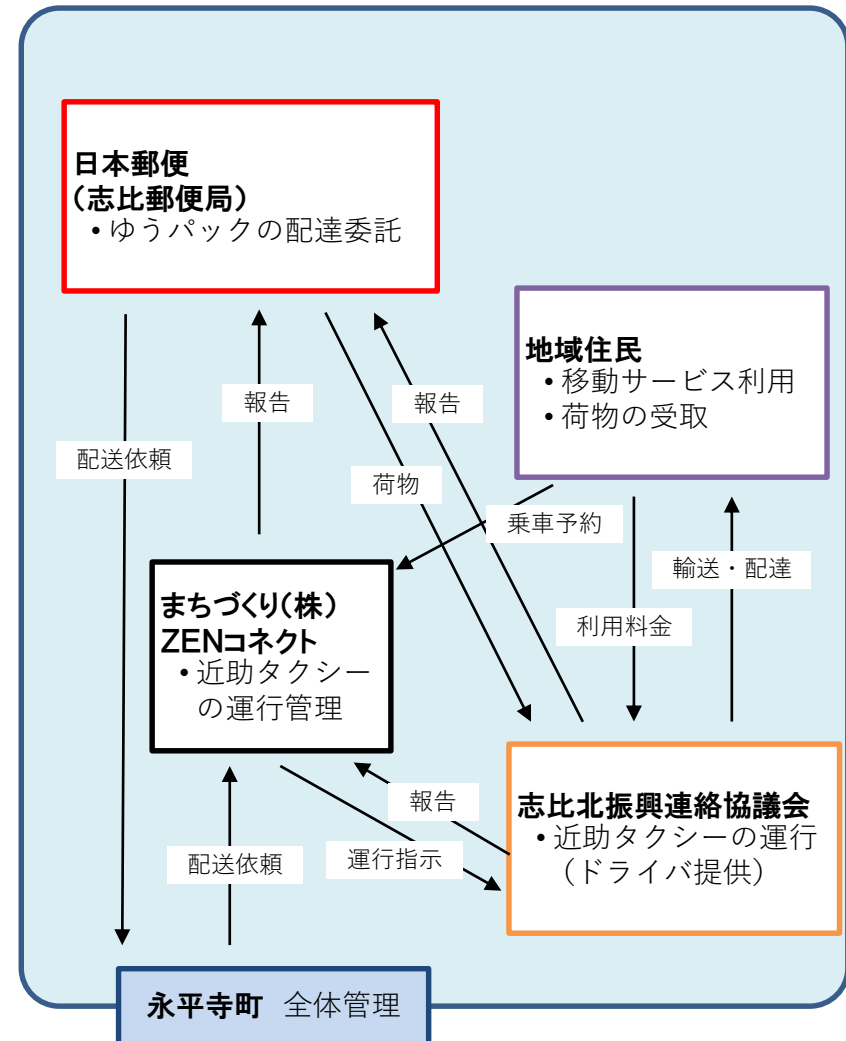 日本郵便
（志比郵便局）
• ゆうパックの配達委託
地域住民
• 移動サービス利用
• 荷物の受取
報告
報告
配送依頼
荷物
乗車予約
輸送・配達
利用料金
まちづくり（株）
ZENコネクト
• 近助タクシー
の運行管理
報告
志比北振興連絡協議会
• 近助タクシーの運行
（ドライバ提供）
配送依頼
運行指示
永平寺町 全体管理